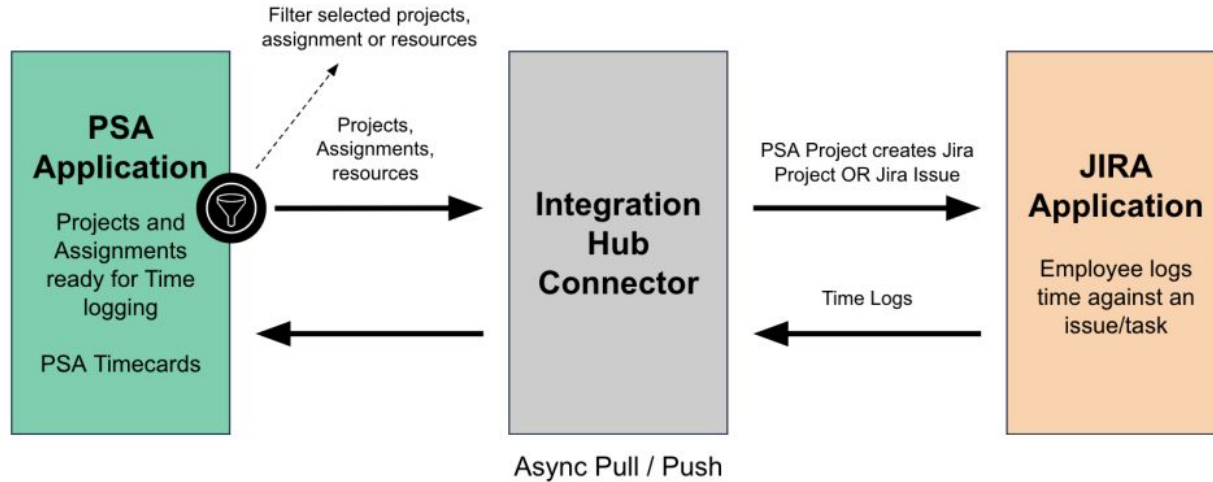 Filter selected projects,
assignment or resources
PSA
Application
Projects and
Assignments
ready for Time
logging
PSA Timecards
Projects,
Assignments,
resources
Integration
Hub
Connector
Async Pull / Push
PSA Project creates Jira
Project OR Jira Issue
Time Logs
JIRA
Application
Employee logs
time against an
issue/task